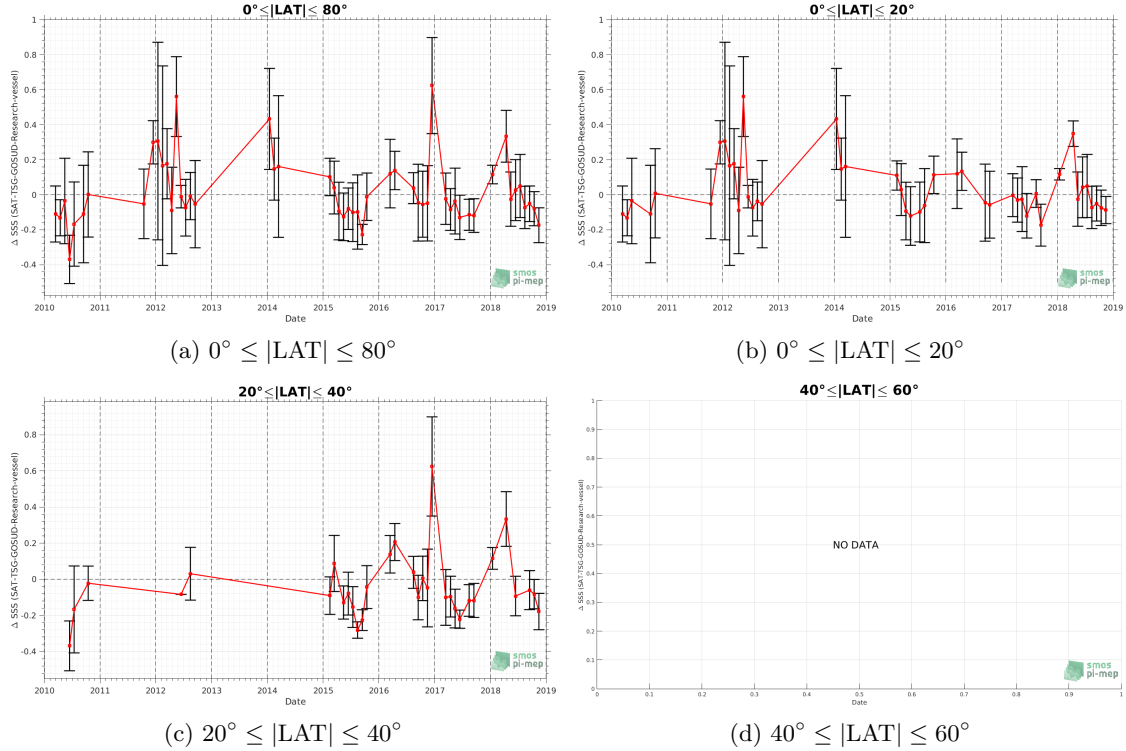 0°≤|LAT|≤ 80°
Δ SSS (SAT-TSG-GOSUD-Research-vessel)
1
0.8
0.6
0.4
0.2
0
-0.2
-0.4
2010 2011 2012 2013 2014 2015 2016 2017 2018 2019
Date
smos
pi-mep
(a) 0° ≤ |LAT| ≤ 80°
0°≤|LAT|≤ 20°
Δ SSS (SAT-TSG-GOSUD-Research-vessel)
1
0.8
0.6
0.4
0.2
0
-0.2
-0.4
2010 2011 2012 2013 2014 2015 2016 2017 2018 2019
Date
smos
pi-mep
(b) 0° ≤ |LAT| ≤ 20°
20°≤|LAT|≤ 40°
Δ SSS (SAT-TSG-GOSUD-Research-vessel)
0.8
0.6
0.4
0.2
0
-0.2
-0.4
2010 2011 2012 2013 2014 2015 2016 2017 2018 2019
Date
smos
pi-mep
(c) 20° ≤ |LAT| ≤ 40°
40°≤|LAT|≤ 60°
Δ SSS (SAT-TSG-GOSUD-Research-vessel)
1
0.9
0.8
0.7
0.6
0.5
0.4
0.3
0.2
0.1
0
NO DATA
0 0.1 0.2 0.3 0.4 0.5 0.6 0.7 0.8 0.9 1
Date
smos
pi-mep
(d) 40° ≤ |LAT| ≤ 60°